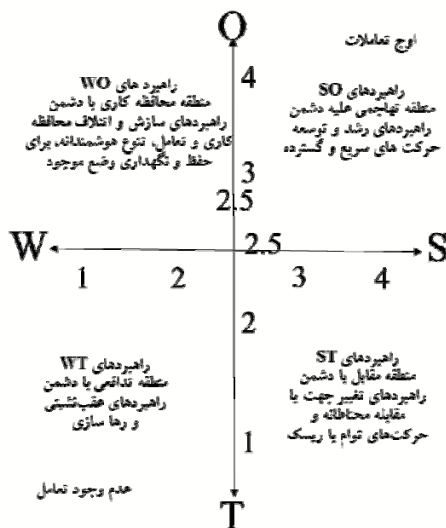 O
اوج تعاملات
4
راهبرد های WO
منطقه محافظه کاری با دشمن
راهبردهای سازش و ائتلاف محافظه
کاری و تعامل، تنوع هوشمندانه، برای
حفظ و نگهداری وضع موجود
راهبردهای SO
منطقه تهاجمی علیه دشمن
راهبردهای رشد و توسعه
حرکت های سریع و گسترده
3
2.5
W
2.5
S
1
2
3
4
2
راهبردهای WT
منطقه تدافعی با دشمن
راهبردهای عقب‌نشینی
و رها سازی
راهبردهای ST
منطقه مقابل با دشمن
راهبردهای تغییر جهت یا
مقابله محتاطانه و
حرکت‌های توام با ریسک
1
عدم وجود تعامل
T